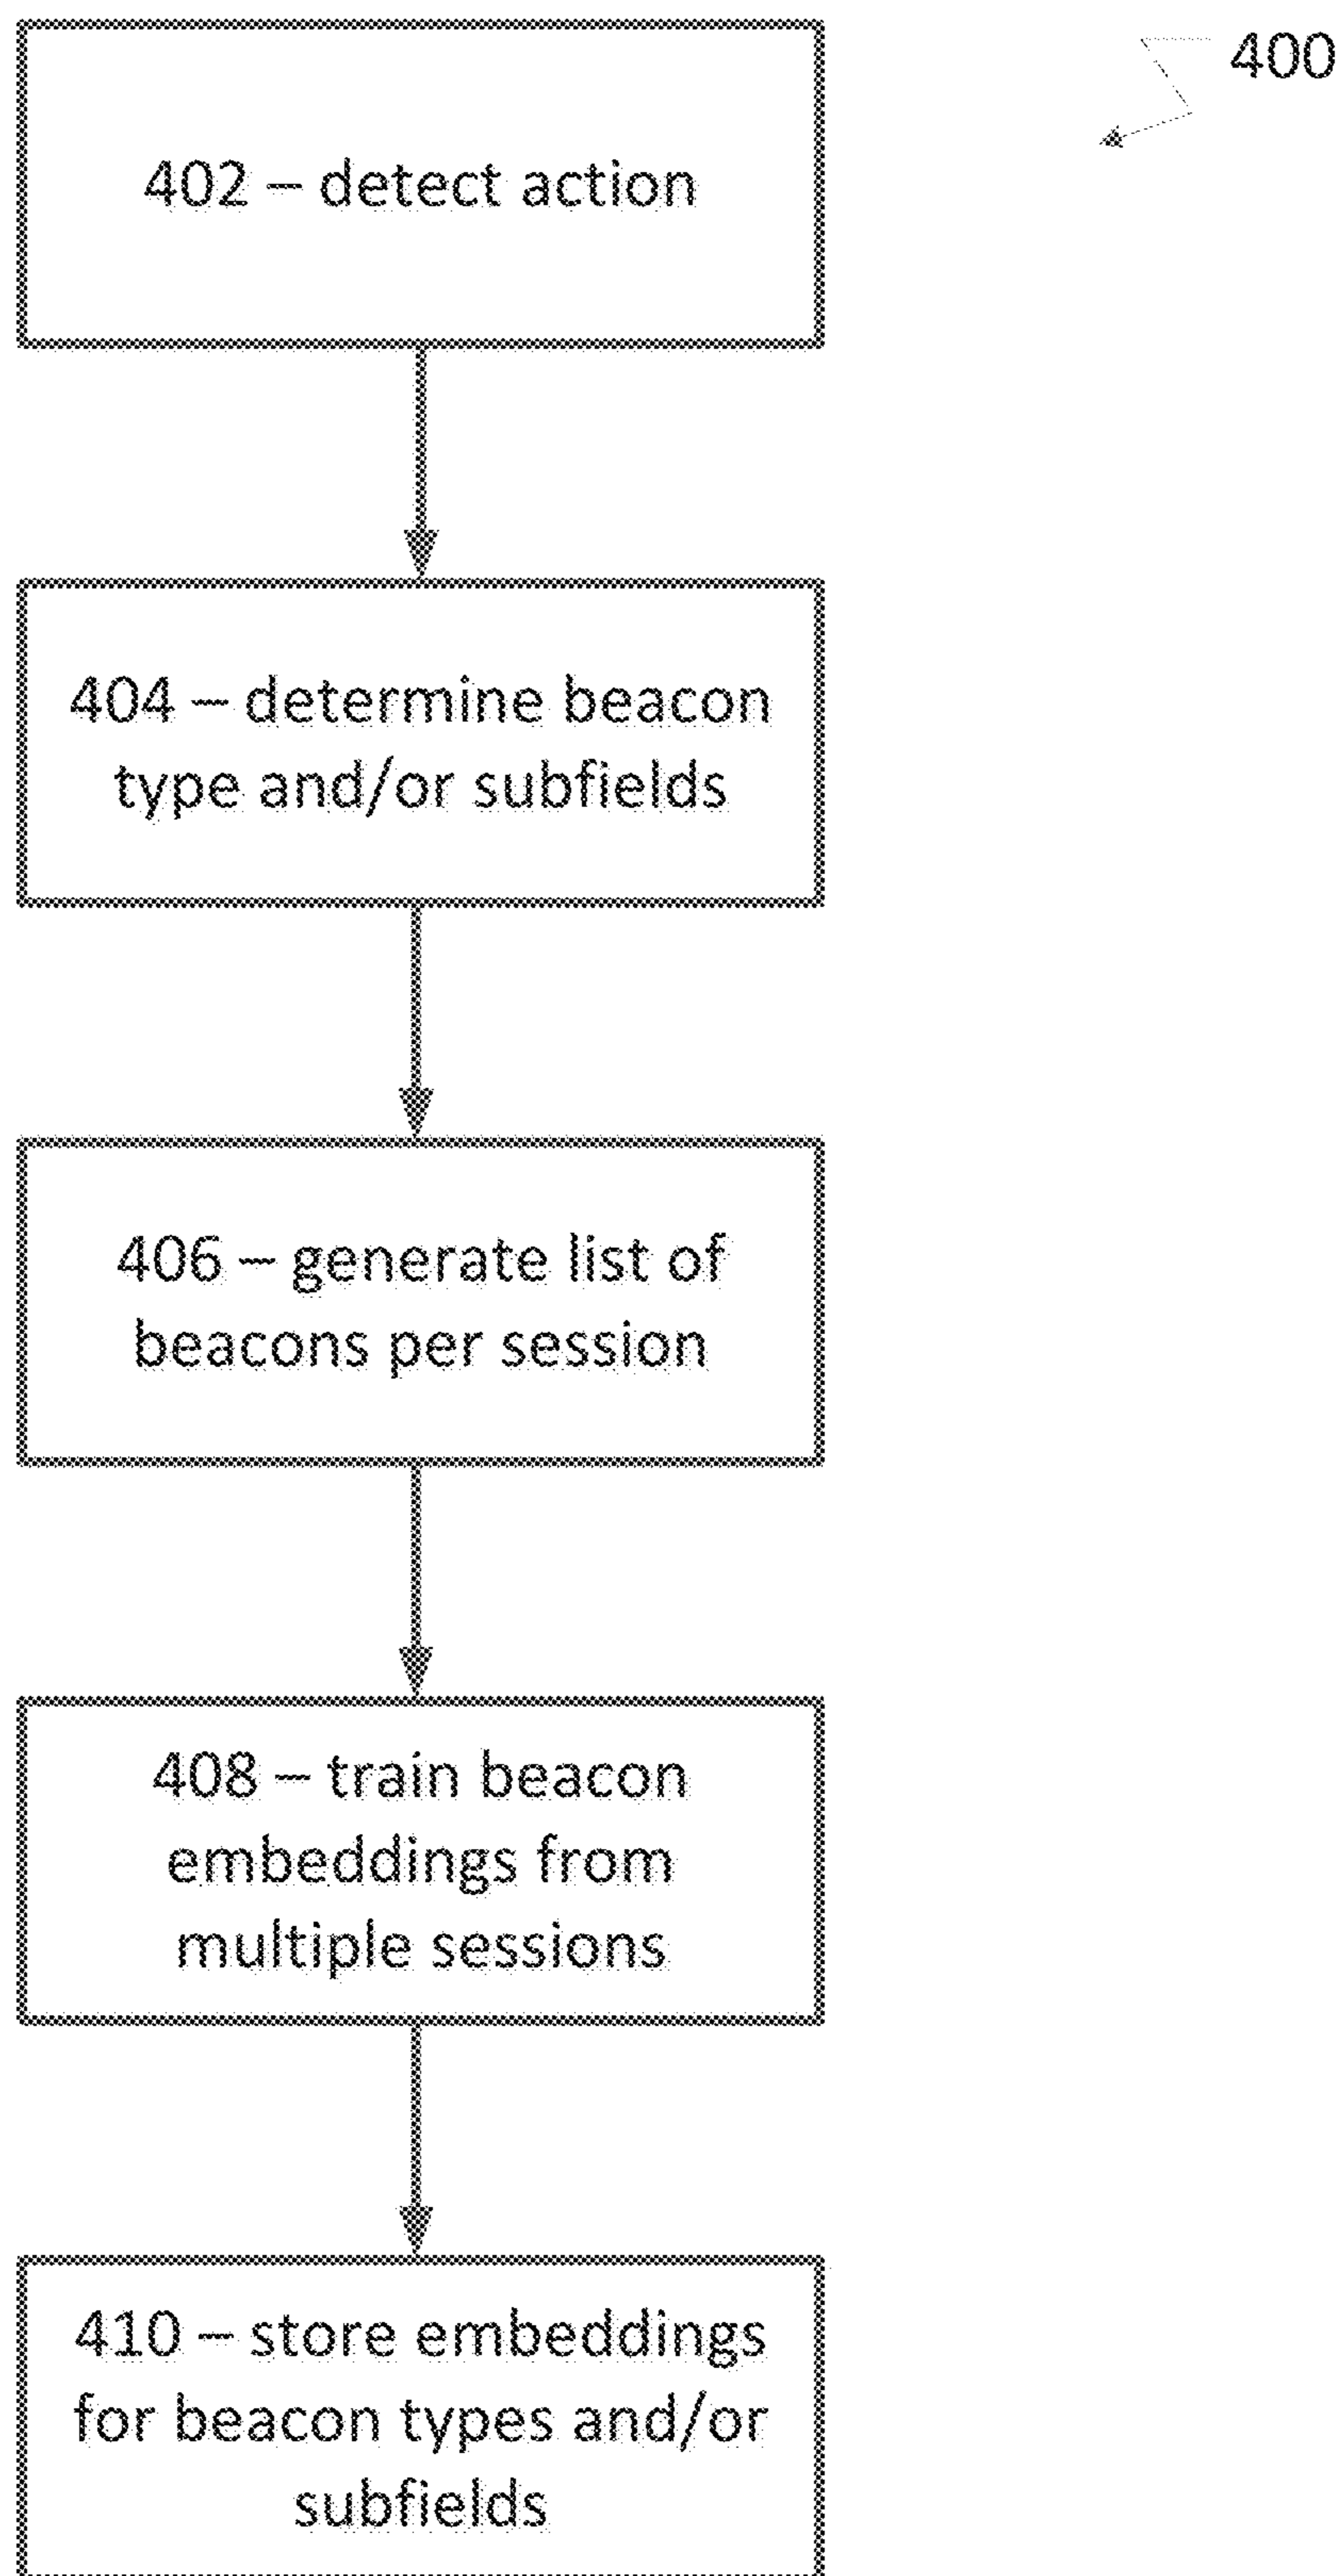 400
402 – detect action
404 – determine beacon
type and/or subfields
406 – generate list of
beacons per session
408 – train beacon
embeddings from
multiple sessions
410 – store embeddings
for beacon types and/or
subfields